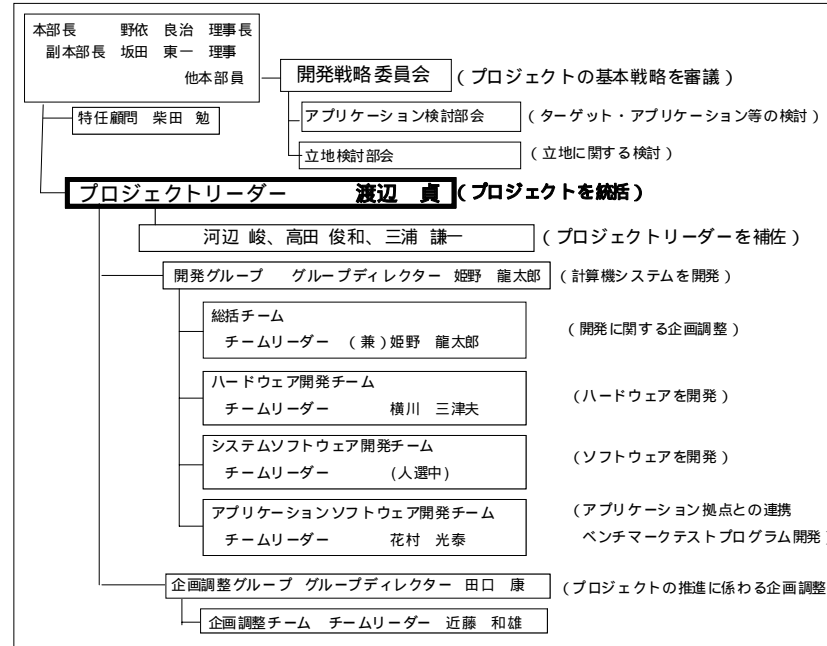 本部長 野依 良治 理事長
副本部長 坂田 東一 理事
他本部員
開発戦略委員会 (プロジェクトの基本戦略を審議)
特任顧問 柴田 勉
アプリケーション検討部会 (ターゲット・アプリケーション等の検討)
立地検討部会 (立地に関する検討)
プロジェクトリーダー 渡辺 貞 (プロジェクトを統括)
河辺 峻、高田 俊和、三浦 謙一 (プロジェクトリーダーを補佐)
開発グループ グループディレクター 姫野 龍太郎 (計算機システムを開発)
総括チーム
チームリーダー (兼)姫野 龍太郎 (開発に関する企画調整)
ハードウェア開発チーム
チームリーダー 横川 三津夫 (ハードウェアを開発)
システムソフトウェア開発チーム
チームリーダー (人選中) (ソフトウェアを開発)
アプリケーションソフトウェア開発チーム (アプリケーション拠点との連携
チームリーダー 花村 光泰 ベンチマークテストプログラム開発)
企画調整グループ グループディレクター 田口 康 (プロジェクトの推進に係わる企画調整
企画調整チーム チームリーダー 近藤 和雄